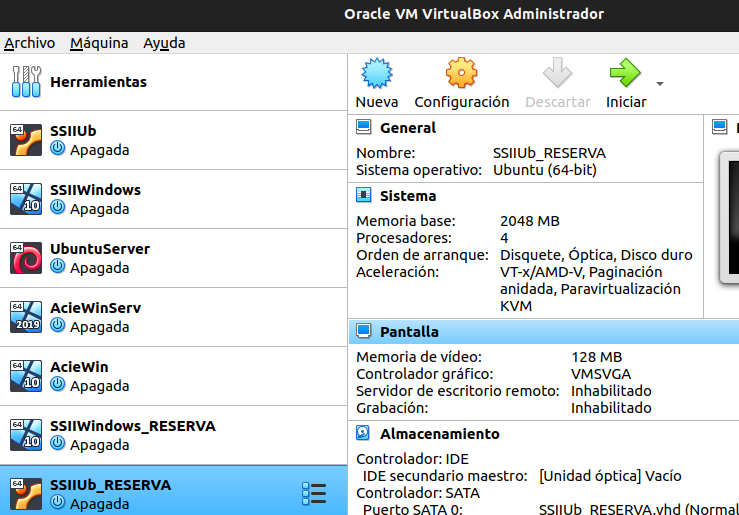 Oracle VM VirtualBox Administrador
Archivo Máquina Ayuda
Herramientas
64
SSIIUb
Apagada
64
10
SSIIWindows
Apagada
64
UbuntuServer
Apagada
64
2019
AcieWinServ
Apagada
64
10
AcieWin
Apagada
64
10
SSIIWindows_RESERVA
Apagada
64
SSIIUb_RESERVA
Apagada
Nueva Configuración Descartar Iniciar
General
Nombre: SSIIUb_RESERVA
Sistema operativo: Ubuntu (64-bit)
Sistema
Memoria base: 2048 MB
Procesadores: 4
Orden de arranque: Disquete, Óptica, Disco duro
Aceleración: VT-x/AMD-V, Paginación
anidada, Paravirtualización
KVM
Pantalla
Memoria de vídeo: 128 MB
Controlador gráfico: VMSVGA
Servidor de escritorio remoto: Inhabilitado
Grabación: Inhabilitado
Almacenamiento
Controlador: IDE
IDE secundario maestro: [Unidad óptica] Vacío
Controlador: SATA
Puerto SATA 0: SSIIUb_RESERVA.vhd (Normal